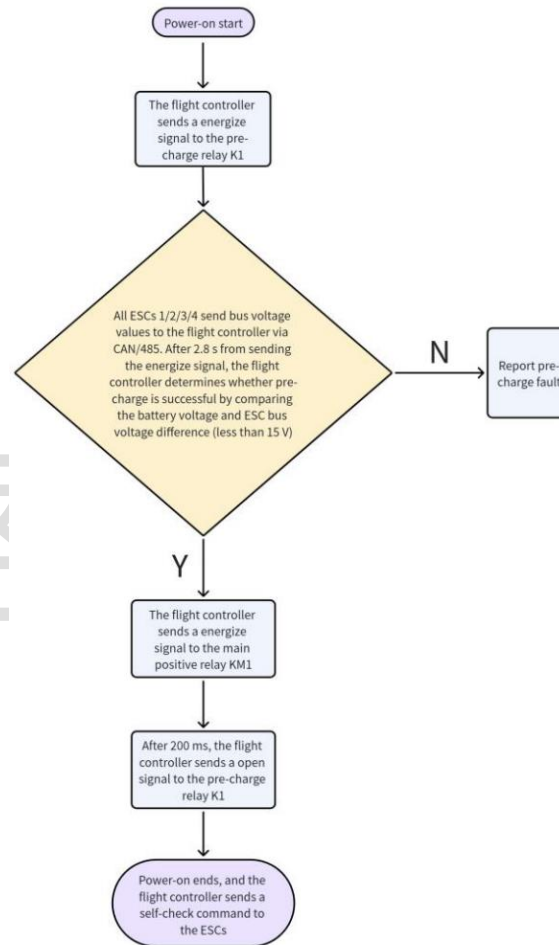 Power-on start
The flight controller
sends a energize
signal to the pre-
charge relay K1
All ESCs 1/2/3/4 send bus voltage
values to the flight controller via
CAN/485. After 2.8 s from sending
the energize signal, the flight
controller determines whether pre-
charge is successful by comparing
the battery voltage and ESC bus
voltage difference (less than 15 V)
N
Report pre-
charge fault
Y
The flight controller
sends a energize
signal to the main
positive relay KM1
After 200 ms, the flight
controller sends a open
signal to the pre-charge
relay K1
Power-on ends, and the
flight controller sends a
self-check command to
the ESCs